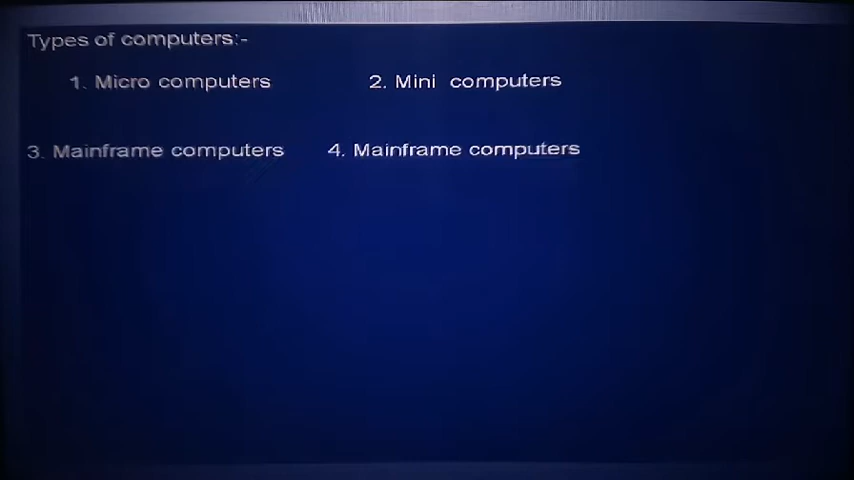 Types of computers:-
1. Micro computers 2. Mini computers
3. Mainframe computers 4. Mainframe computers